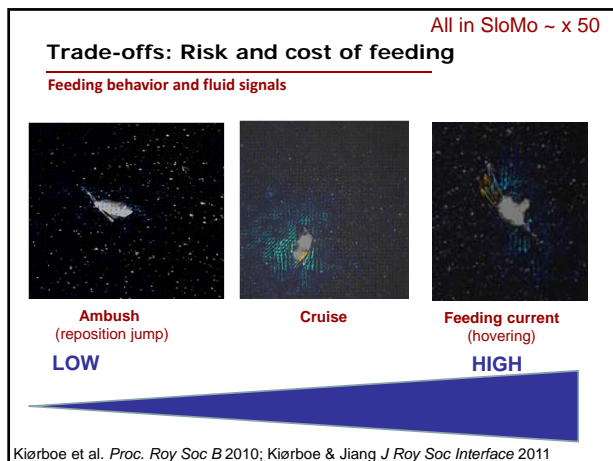 All in SloMo ~ x 50
Trade-offs: Risk and cost of feeding
Feeding behavior and fluid signals
Ambush
(reposition jump)
Cruise
Feeding current
(hovering)
LOW
HIGH
Kiørboe et al. Proc. Roy Soc B 2010; Kiørboe & Jiang J Roy Soc Interface 2011